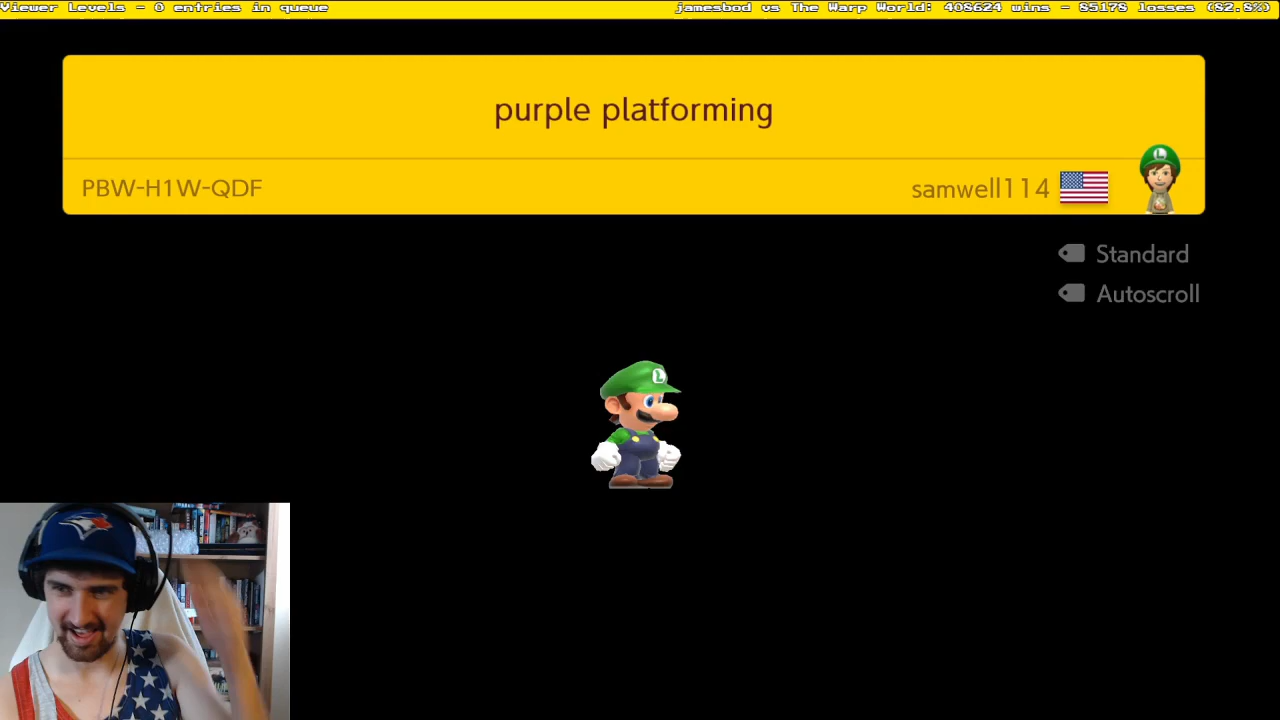 Viewer Levels - 0 entries in queue
jamesbod vs The Warp World: 408624 wins - 85178 losses (82.8%)
purple platforming
PBW-H1W-QDF
samwell114
Standard
Autoscroll
L
L